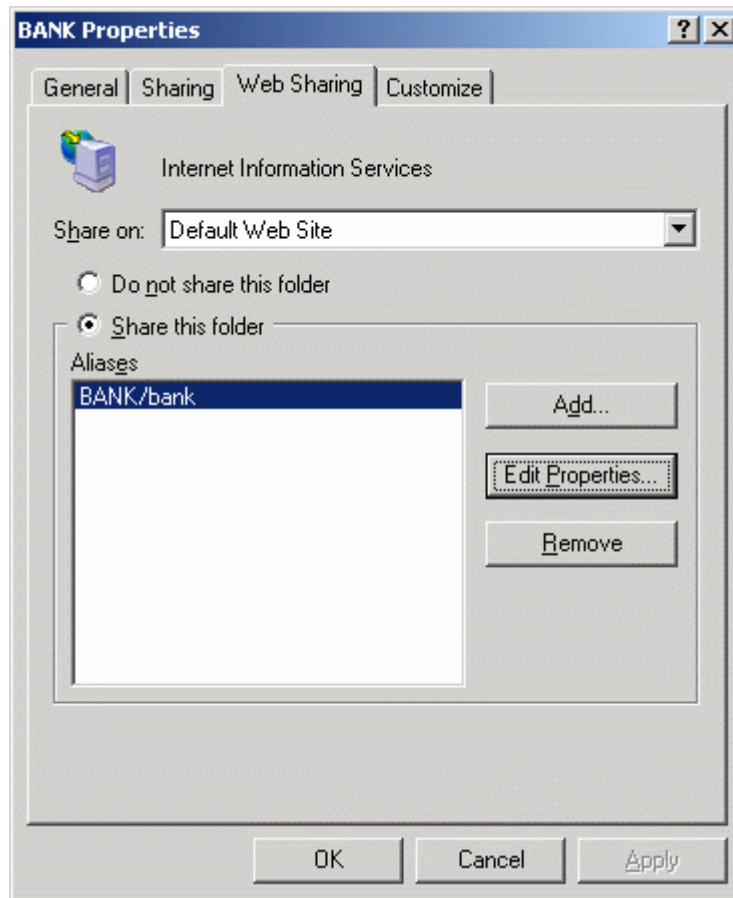 BANK Properties
General Sharing Web Sharing Customize
Internet Information Services
Share on: Default Web Site
Do not share this folder
Share this folder
Aliases
BANK/bank
Add...
Edit Properties...
Remove
OK Cancel Apply